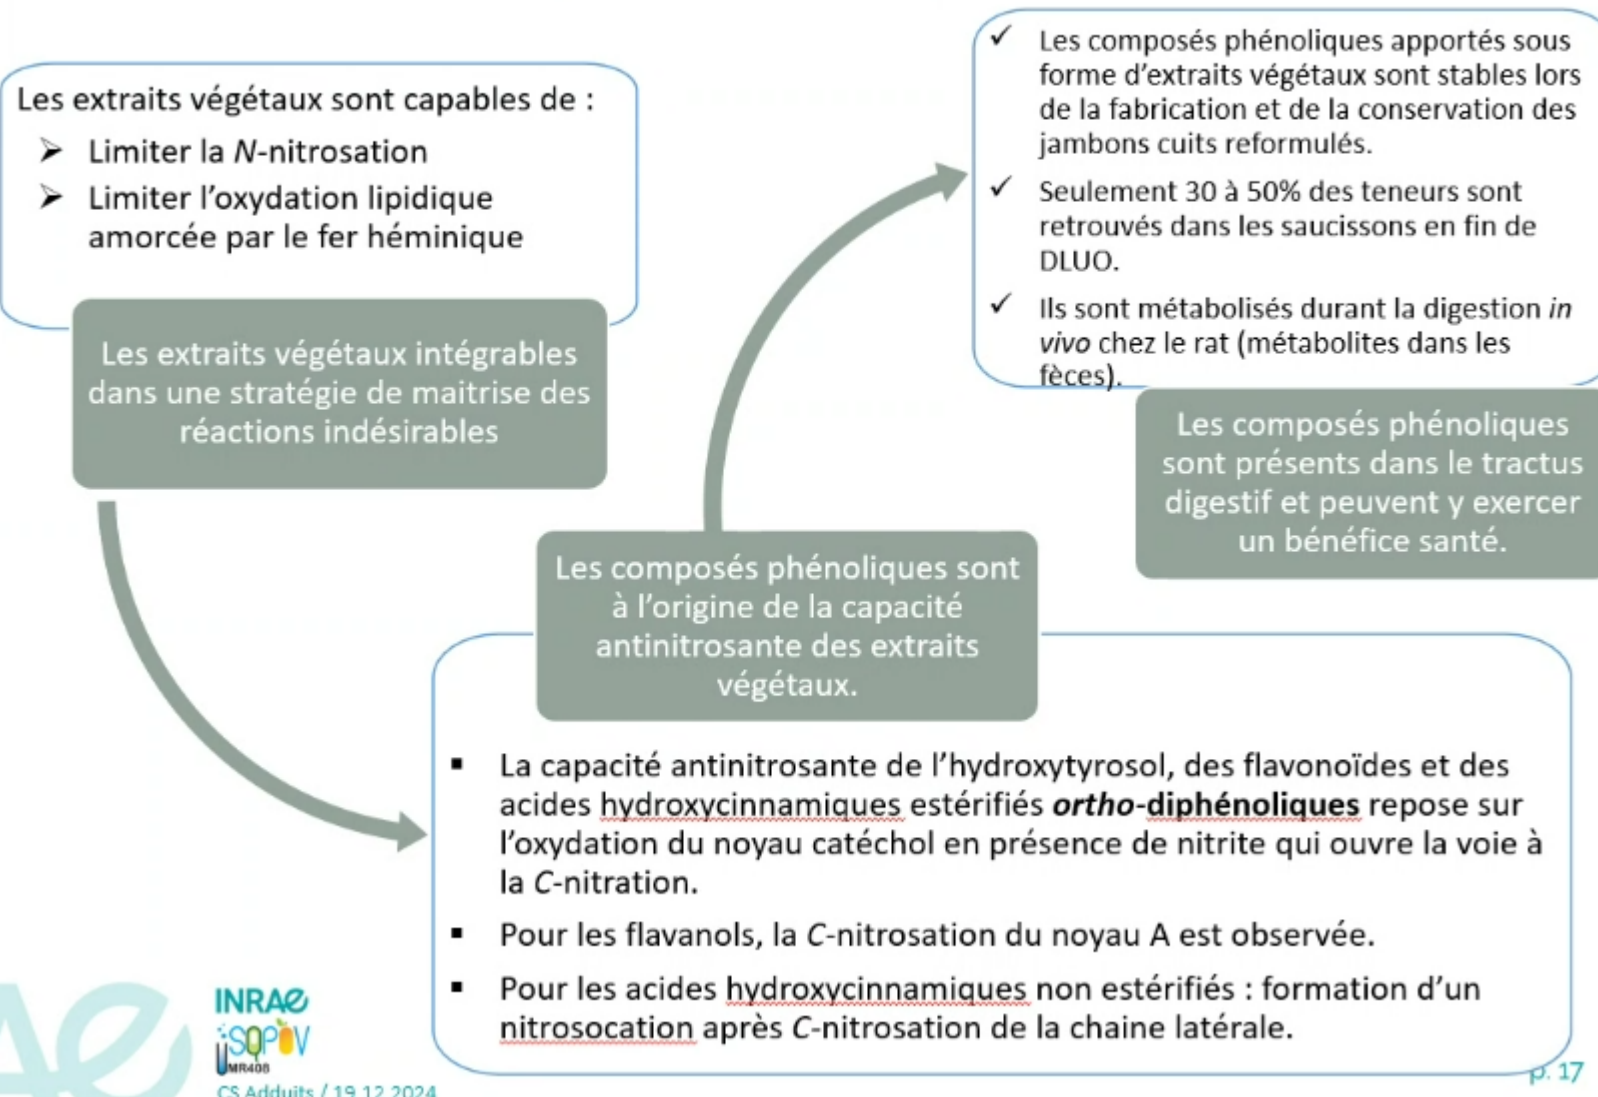 Les extraits végétaux sont capables de :
➢ Limiter la N-nitrosation
➢ Limiter l'oxydation lipidique
amorcée par le fer héminique
Les extraits végétaux intégrables
dans une stratégie de maitrise des
réactions indésirables
✓ Les composés phénoliques apportés sous
forme d'extraits végétaux sont stables lors
de la fabrication et de la conservation des
jambons cuits reformulés.
✓ Seulement 30 à 50% des teneurs sont
retrouvés dans les saucissons en fin de
DLUO.
✓ Ils sont métabolisés durant la digestion in
vivo chez le rat (métabolites dans les
fèces).
Les composés phénoliques
sont présents dans le tractus
digestif et peuvent y exercer
un bénéfice santé.
Les composés phénoliques sont
à l'origine de la capacité
antinitrosante des extraits
végétaux.
▪ La capacité antinitrosante de l'hydroxytyrosol, des flavonoïdes et des
acides hydroxycinnamiques estérifiés ortho-diphénoliques repose sur
l'oxydation du noyau catéchol en présence de nitrite qui ouvre la voie à
la C-nitration.
▪ Pour les flavanols, la C-nitrosation du noyau A est observée.
▪ Pour les acides hydroxycinnamiques non estérifiés : formation d'un
nitrosocation après C-nitrosation de la chaine latérale.
INRAE
SQPOV
UMR408
CS Adduits / 19.12.2024
p. 17